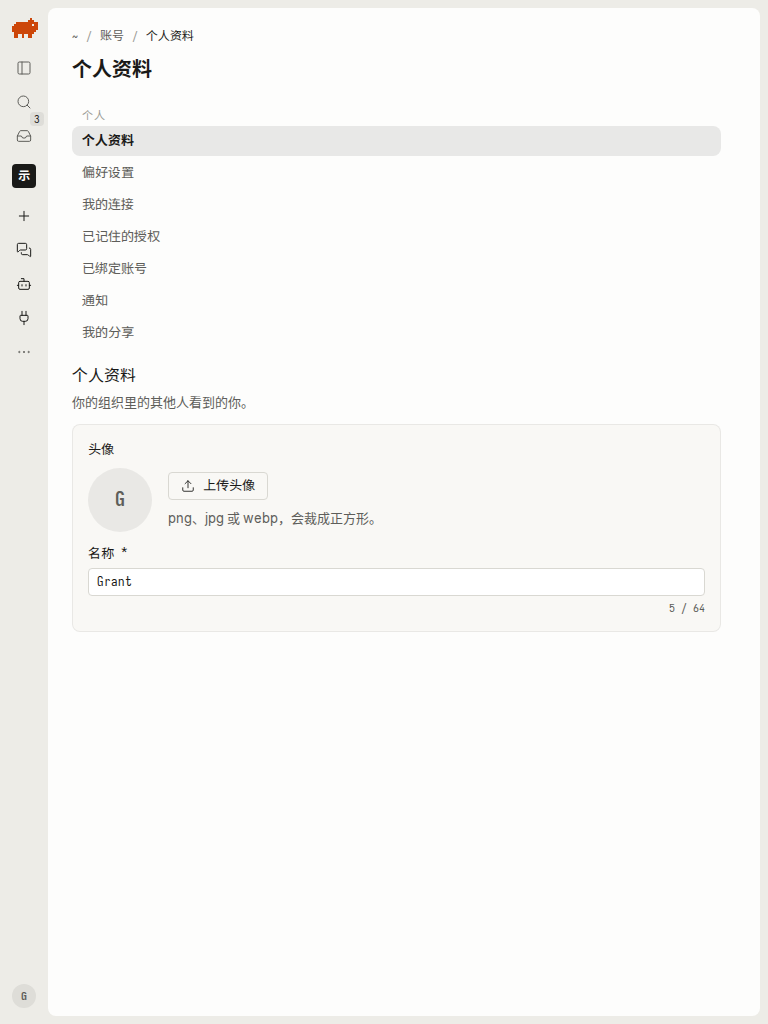 ~ / 账号 / 个人资料
个人资料
个人
个人资料
偏好设置
我的连接
已记住的授权
已绑定账号
通知
我的分享
个人资料
你的组织里的其他人看到的你。
头像
G
上传头像
png、jpg 或 webp，会裁成正方形。
名称 *
Grant
5 / 64
3
示
G